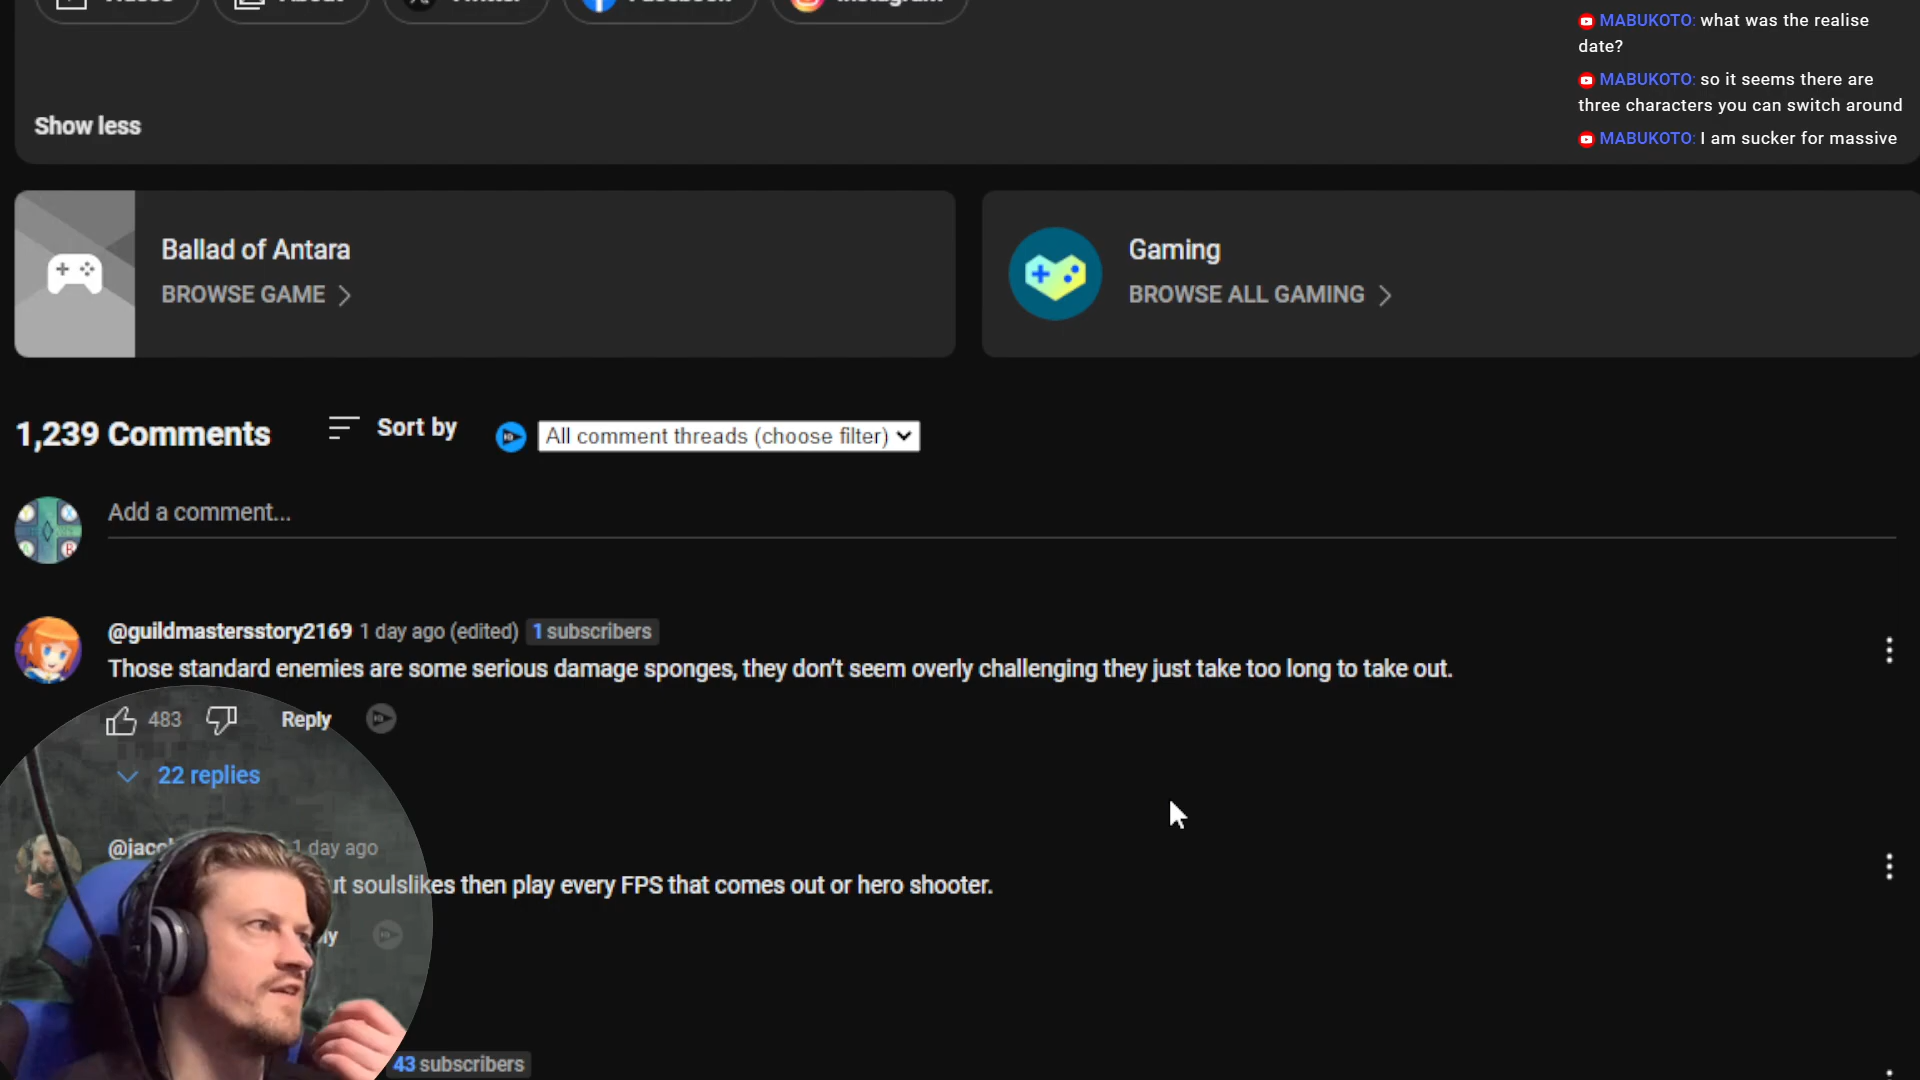 Twitter
Facebook
Instagram
MABUKOTO: what was the realise
date?
MABUKOTO: so it seems there are
three characters you can switch around
MABUKOTO: I am sucker for massive
Show less
Ballad of Antara
BROWSE GAME
Gaming
BROWSE ALL GAMING
1,239 Comments
Sort by
All comment threads (choose filter)
Add a comment...
@guildmastersstory2169 1 day ago (edited) 1 subscribers
Those standard enemies are some serious damage sponges, they don’t seem overly challenging they just take too long to take out.
483
Reply
22 replies
1 day ago
soulslikes then play every FPS that comes out or hero shooter.
43 subscribers